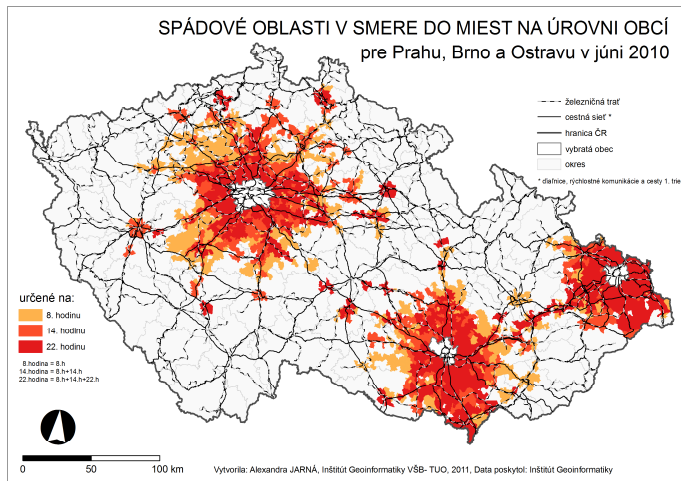 SPÁDOVÉ OBLASTI V SMERE DO MIEST NA ÚROVNI OBCÍ
pre Prahu, Brno a Ostravu v júni 2010
železničná trať
cestná sieť *
hranica ČR
vybratá obec
okres
* diaľnice, rýchlostné komunikácie a cesty 1. trie
určené na:
8. hodinu
14. hodinu
22. hodinu
8.hodina = 8.h
14.hodina = 8.h+14.h
22.hodina = 8.h+14.h+22.h
0 50 100 km
Vytvorila: Alexandra JARNÁ, Inštitút Geoinformatiky VŠB- TUO, 2011, Data poskytol: Inštitút Geoinformatiky